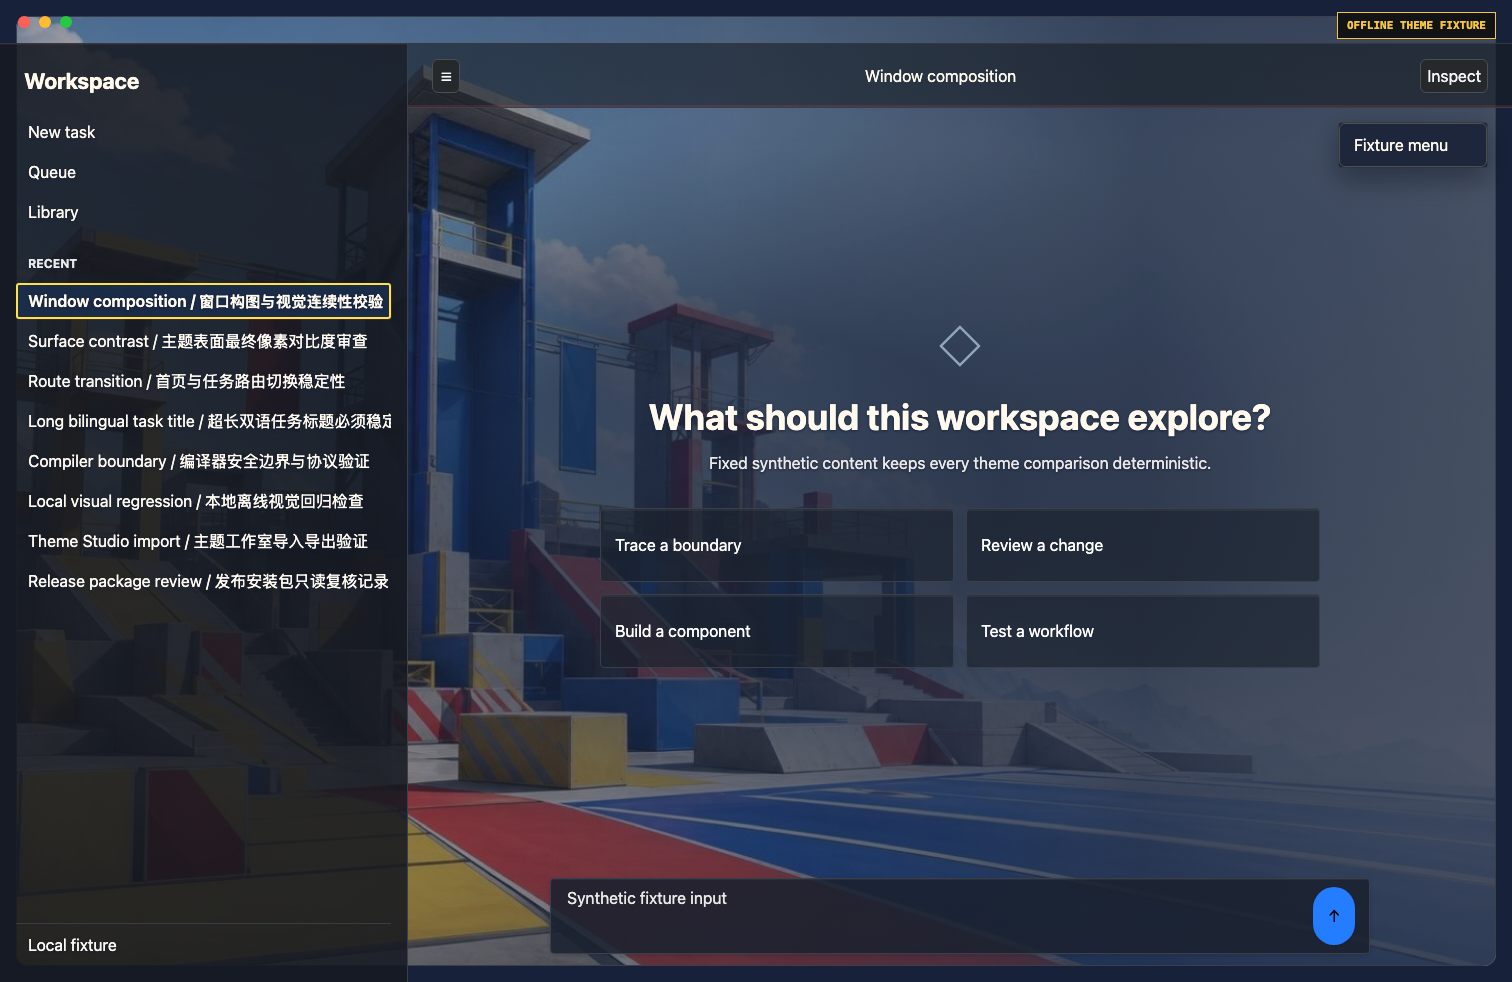 OFFLINE THEME FIXTURE
Workspace
≡
Window composition
Inspect
New task
Queue
Library
Fixture menu
RECENT
Window composition / 窗口构图与视觉连续性校验
Surface contrast / 主题表面最终像素对比度审查
Route transition / 首页与任务路由切换稳定性
Long bilingual task title / 超长双语任务标题必须稳定
Compiler boundary / 编译器安全边界与协议验证
Local visual regression / 本地离线视觉回归检查
Theme Studio import / 主题工作室导入导出验证
Release package review / 发布安装包只读复核记录
What should this workspace explore?
Fixed synthetic content keeps every theme comparison deterministic.
Trace a boundary
Review a change
Build a component
Test a workflow
Synthetic fixture input
↑
Local fixture